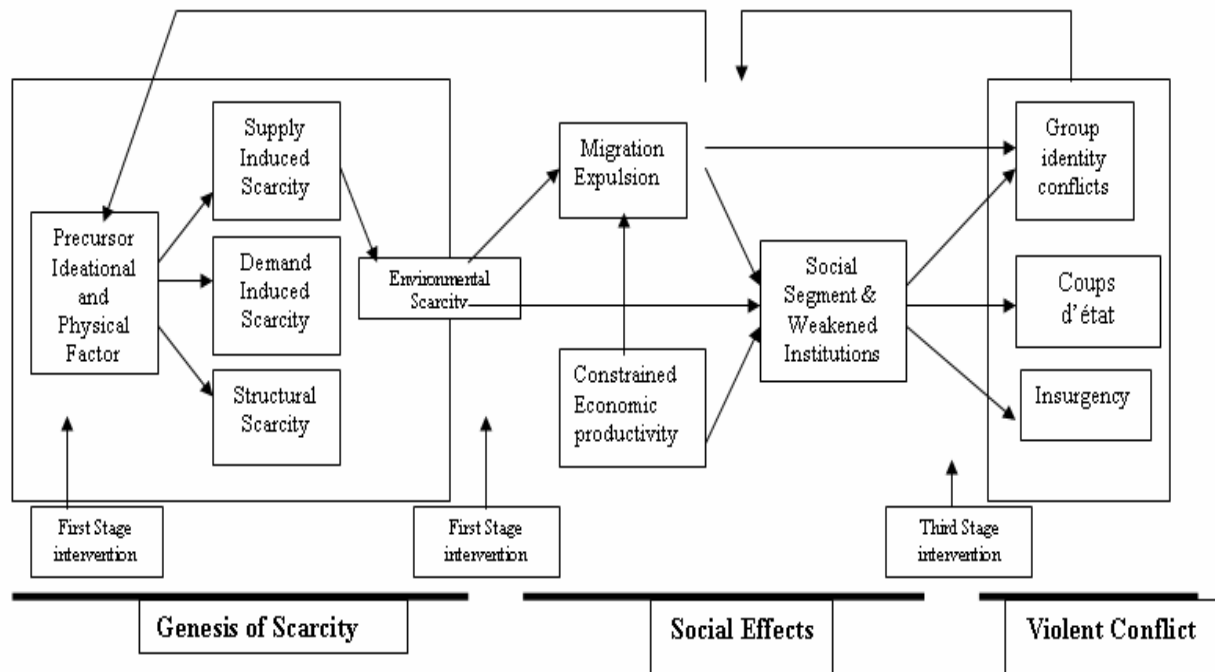 Supply
Induced
Scarcity
Precursor
Ideational
and
Physical
Factor
Demand
Induced
Scarcity
Structural
Scarcity
Environmental
Scarcity
Migration
Expulsion
Constrained
Economic
productivity
Social
Segment &
Weakened
Institutions
Group
identity
conflicts
Coups
d’état
Insurgency
First Stage
intervention
First Stage
intervention
Third Stage
intervention
Genesis of Scarcity
Social Effects
Violent Conflict